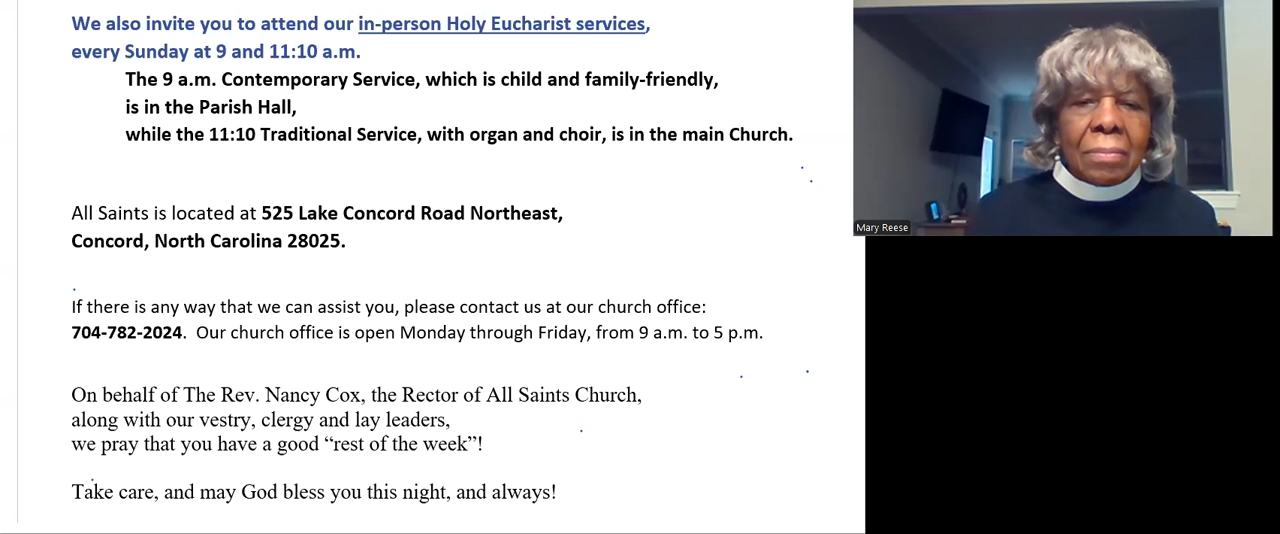 We also invite you to attend our in-person Holy Eucharist services,
every Sunday at 9 and 11:10 a.m.
The 9 a.m. Contemporary Service, which is child and family-friendly,
is in the Parish Hall,
while the 11:10 Traditional Service, with organ and choir, is in the main Church.
All Saints is located at 525 Lake Concord Road Northeast,
Concord, North Carolina 28025.
If there is any way that we can assist you, please contact us at our church office:
704-782-2024.  Our church office is open Monday through Friday, from 9 a.m. to 5 p.m.
On behalf of The Rev. Nancy Cox, the Rector of All Saints Church,
along with our vestry, clergy and lay leaders,
we pray that you have a good “rest of the week”!
Take care, and may God bless you this night, and always!
Mary Reese